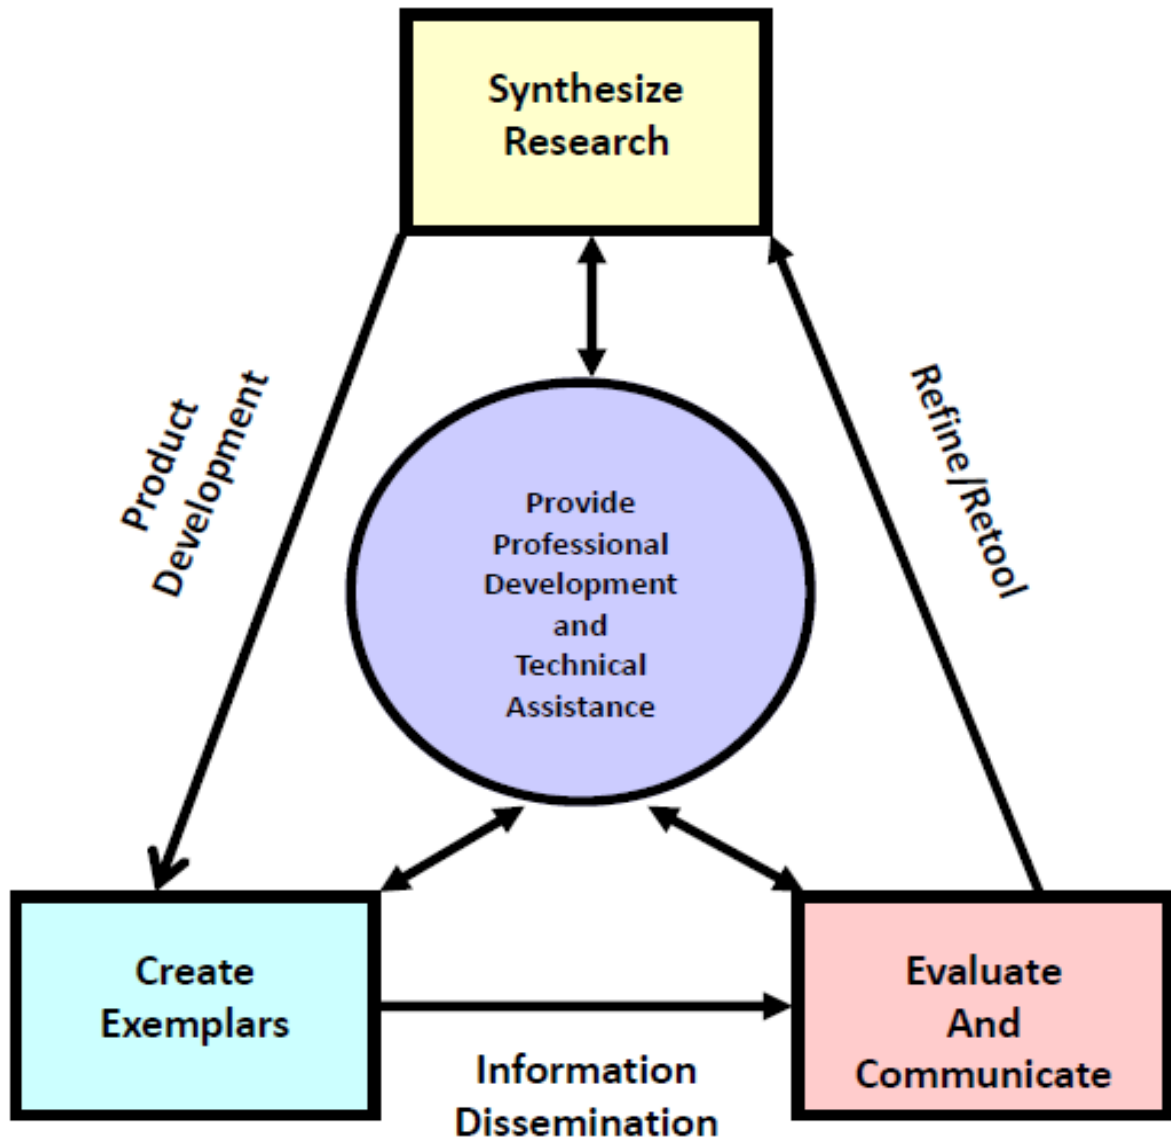 Synthesize
Research
Product
Development
Refine/Retool
Provide
Professional
Development
and
Technical
Assistance
Create
Exemplars
Evaluate
And
Communicate
Information
Dissemination